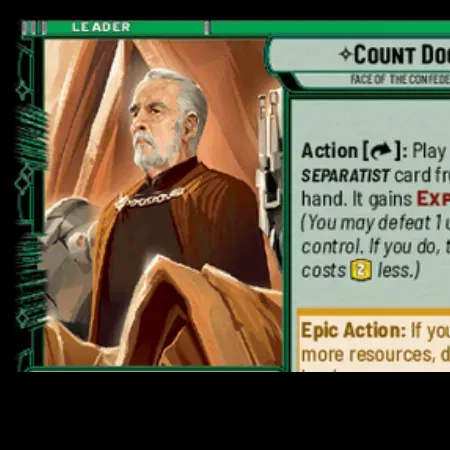 LEADER
COUNT DOO
FACE OF THE CONFEDE
Action [ ]: Play
SEPARATIST card fr
hand. It gains EXP
(You may defeat 1 u
control. If you do, t
costs 2 less.)
Epic Action: If you
more resources, d